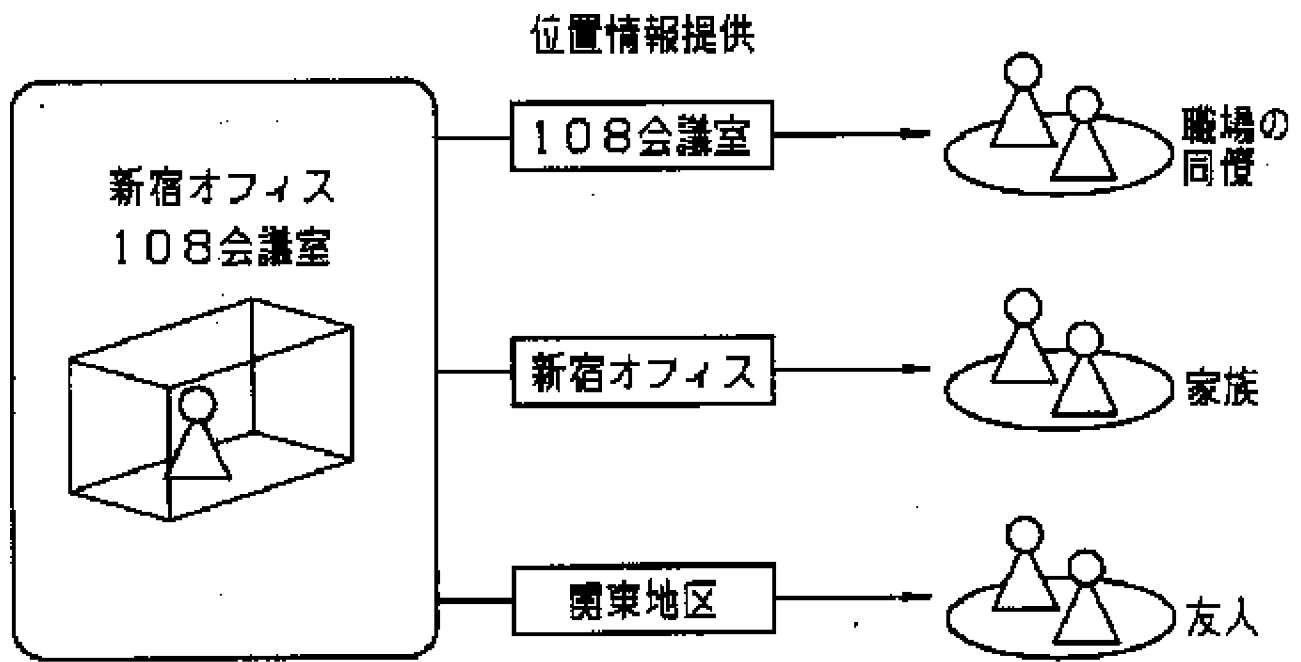 位置情報提供
新宿オフィス
108会議室
108会議室
職場の
同僚
新宿オフィス
家族
関東地区
友人